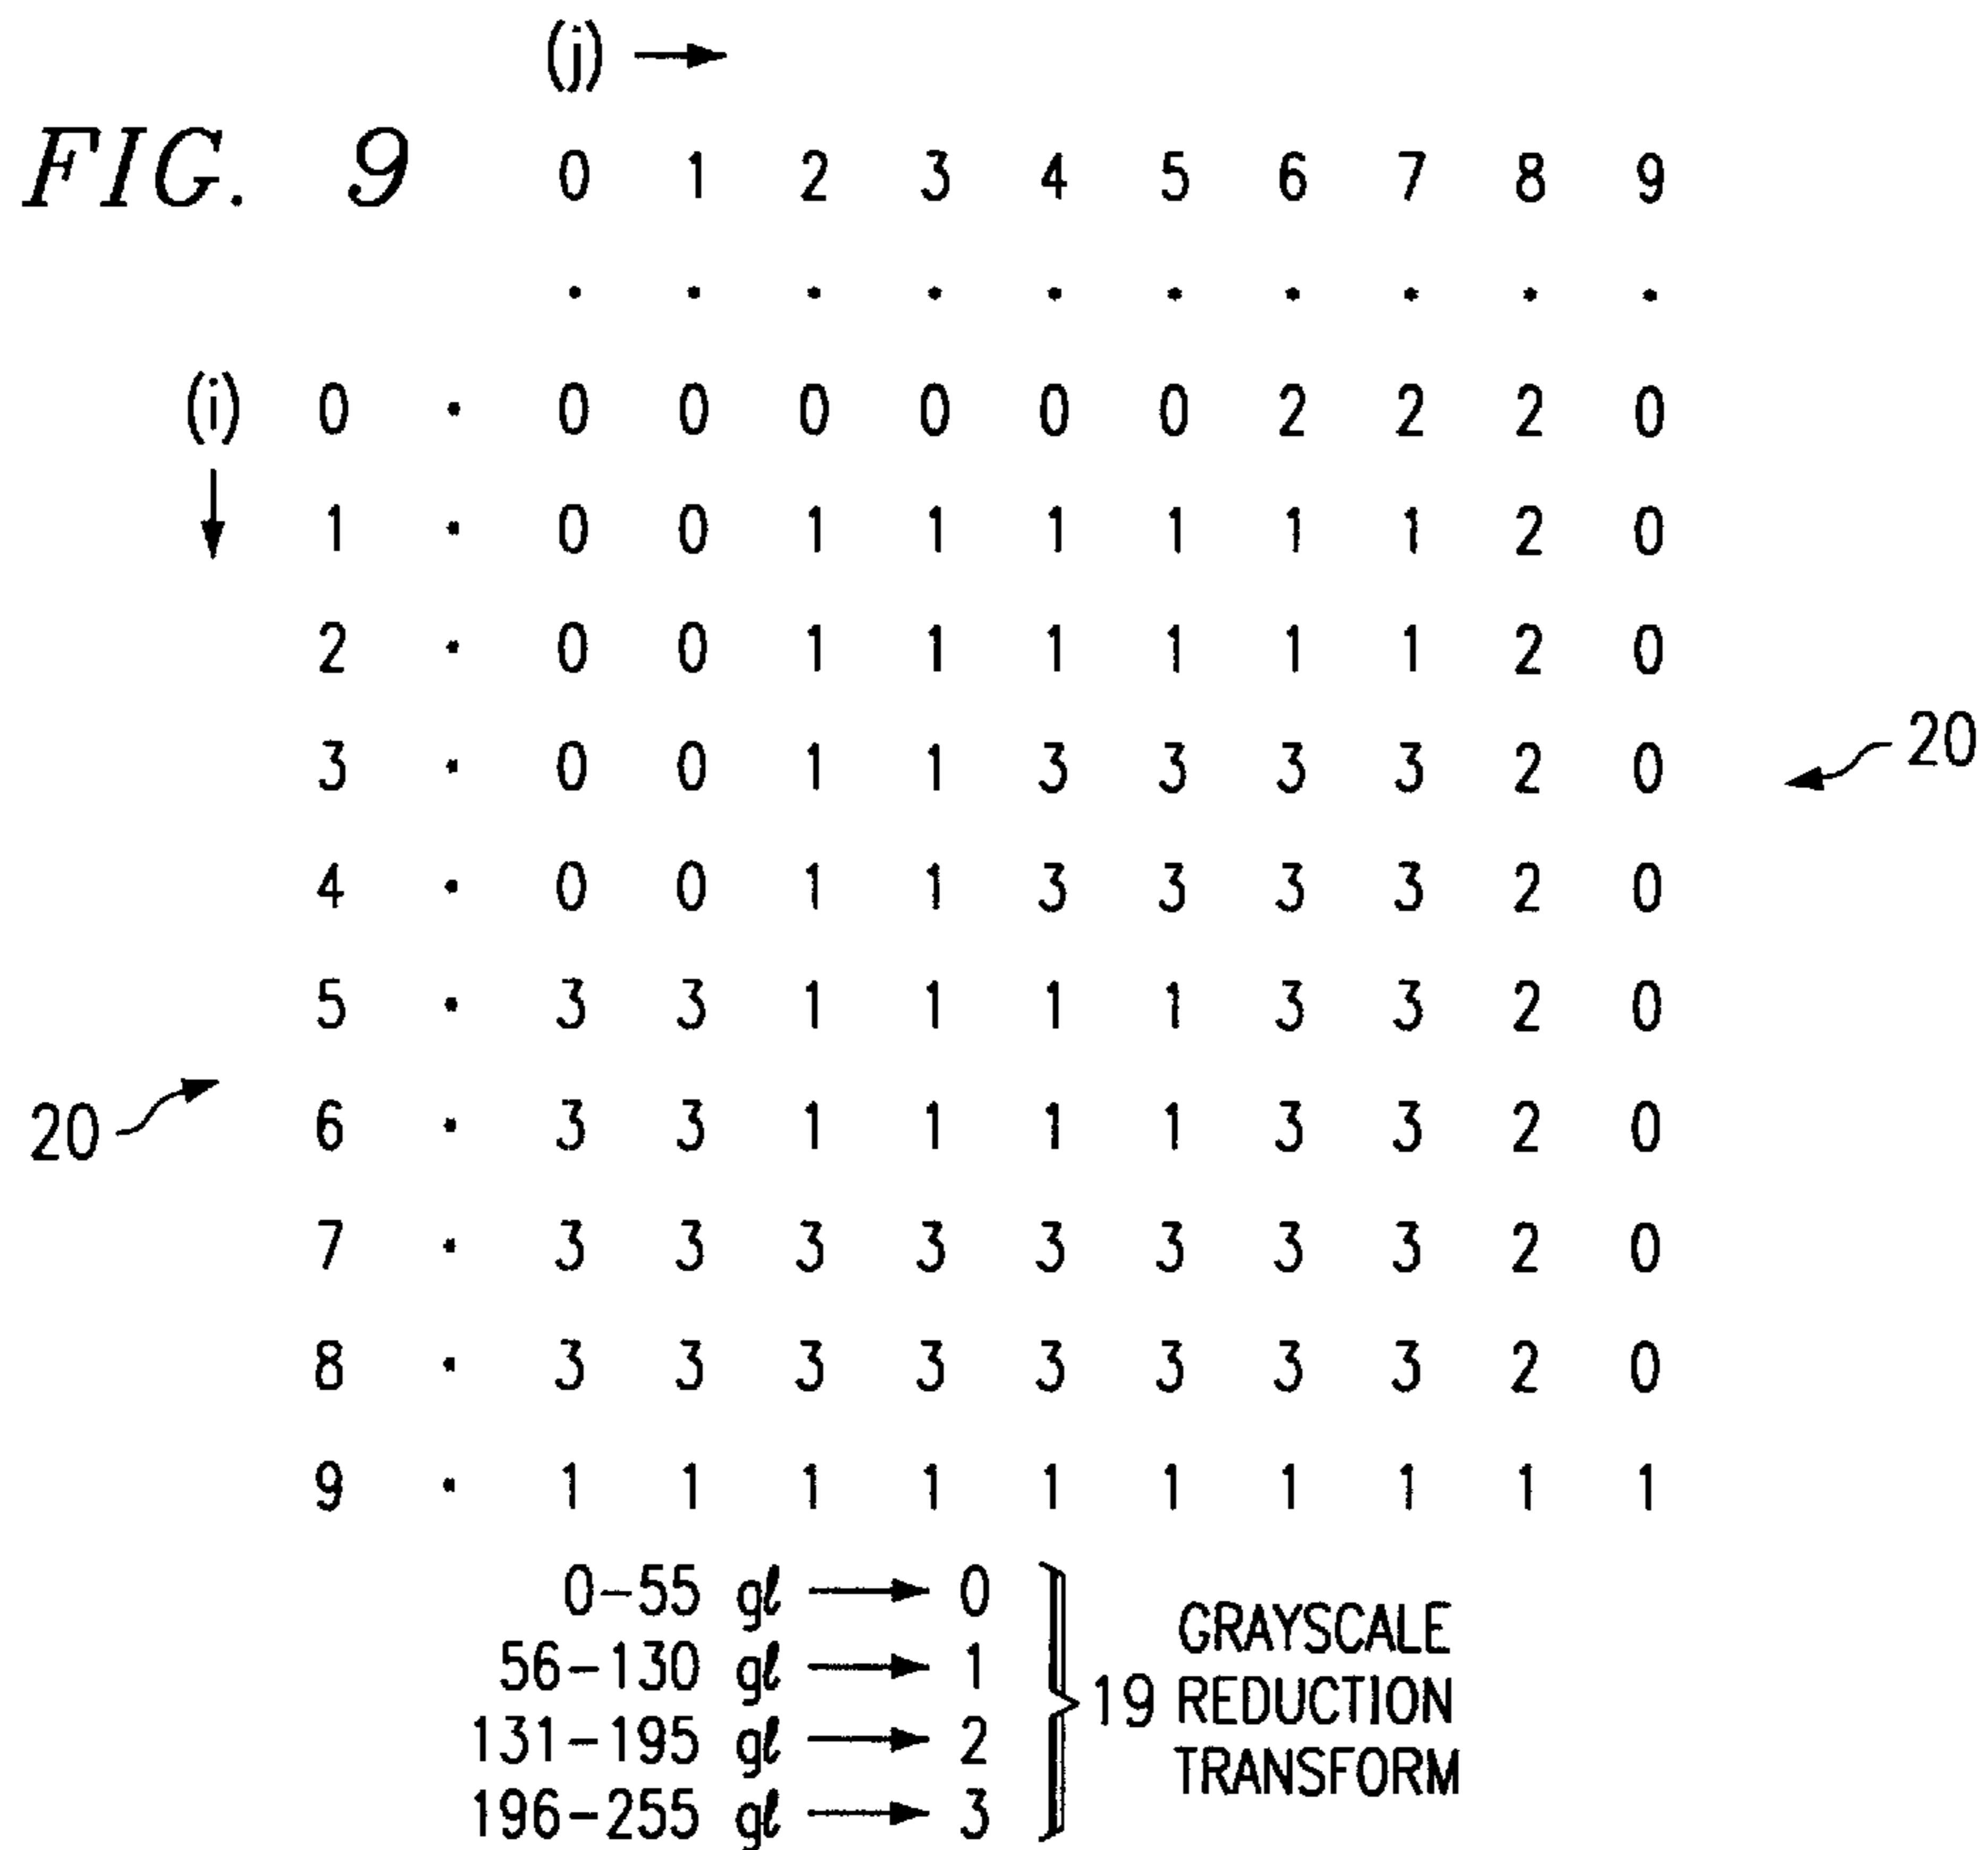 (j)
FIG. 9 0 1 2 3 4 5 6 7 8 9
. . . . . . . . . .
(i) 0 . 0 0 0 0 0 0 2 2 2 0
1 . 0 0 1 1 1 1 1 1 2 0
2 . 0 0 1 1 1 1 1 1 2 0
3 . 0 0 1 1 3 3 3 3 2 0
20
4 . 0 0 1 1 3 3 3 3 2 0
5 . 3 3 1 1 1 1 3 3 2 0
20 6 . 3 3 1 1 1 1 3 3 2 0
7 . 3 3 3 3 3 3 3 3 2 0
8 . 3 3 3 3 3 3 3 3 2 0
9 . 1 1 1 1 1 1 1 1 1 1
0-55 gℓ → 0
56-130 gℓ → 1
131-195 gℓ → 2
196-255 gℓ → 3
19 GRAYSCALE
REDUCTION
TRANSFORM